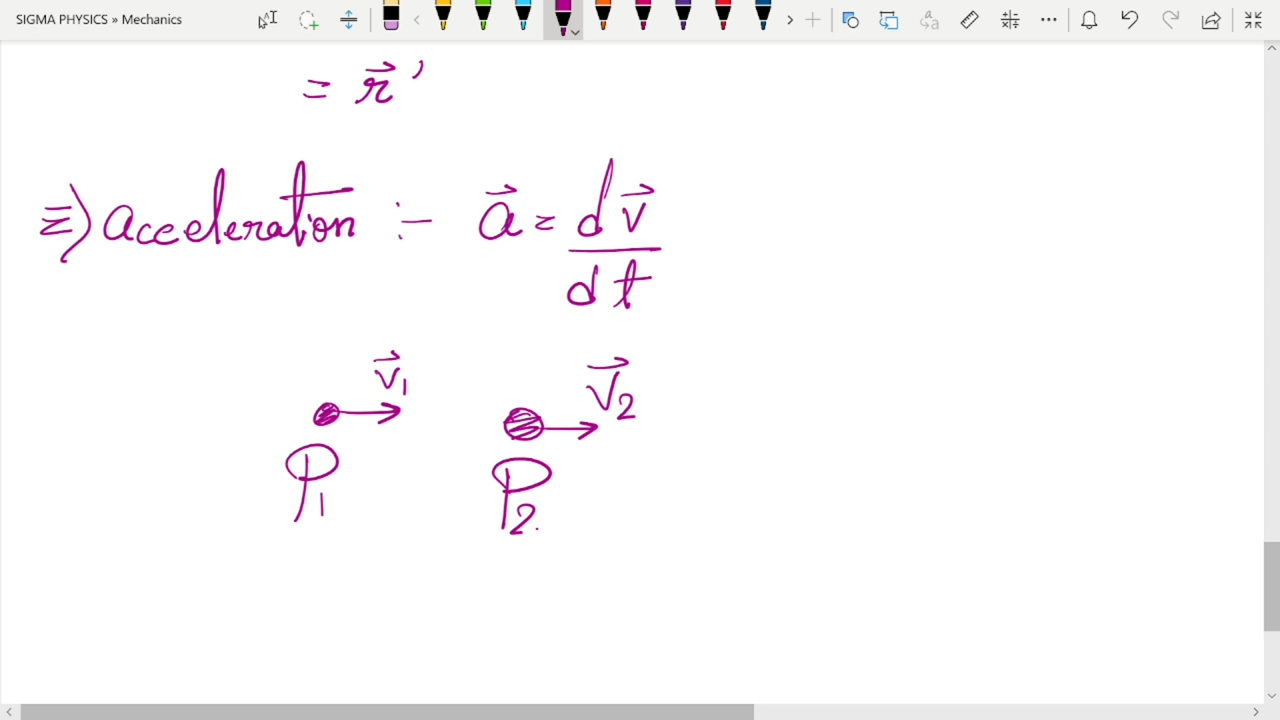 SIGMA PHYSICS » Mechanics
= r⃗ ’
⇒) acceleration :- a⃗ = dv⃗/dt
v⃗₁ V⃗₂
P₁ P₂.